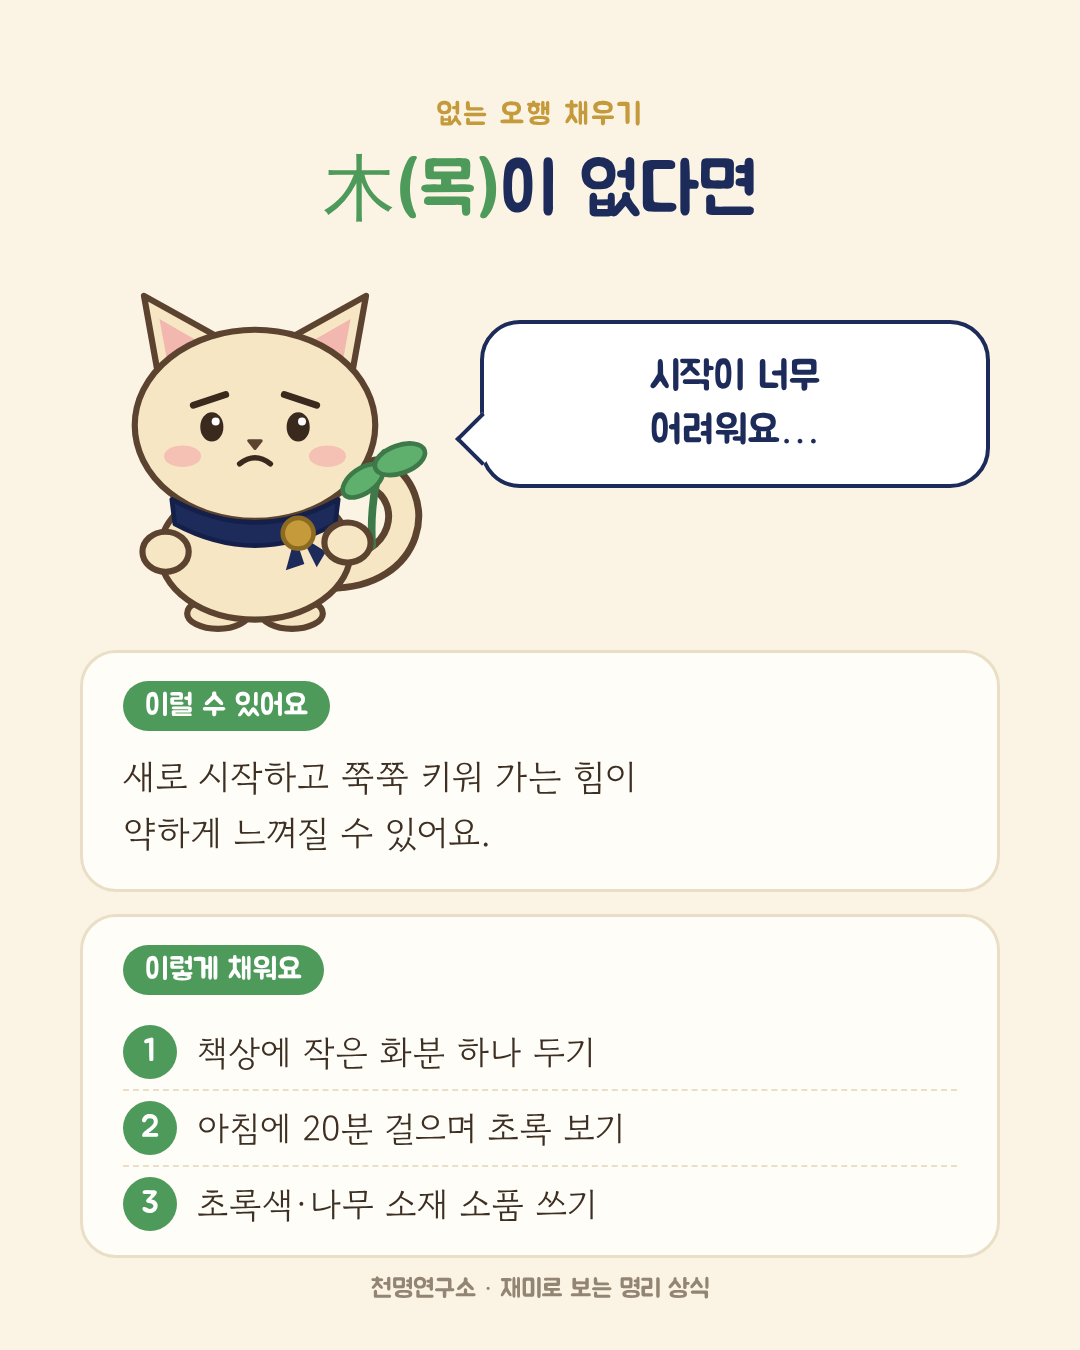 없는 오행 채우기
木(목)이 없다면
시작이 너무
어려워요...
이럴 수 있어요
새로 시작하고 쭉쭉 키워 가는 힘이
약하게 느껴질 수 있어요.
이렇게 채워요
1 책상에 작은 화분 하나 두기
2 아침에 20분 걸으며 초록 보기
3 초록색·나무 소재 소품 쓰기
천명연구소 · 재미로 보는 명리 상식